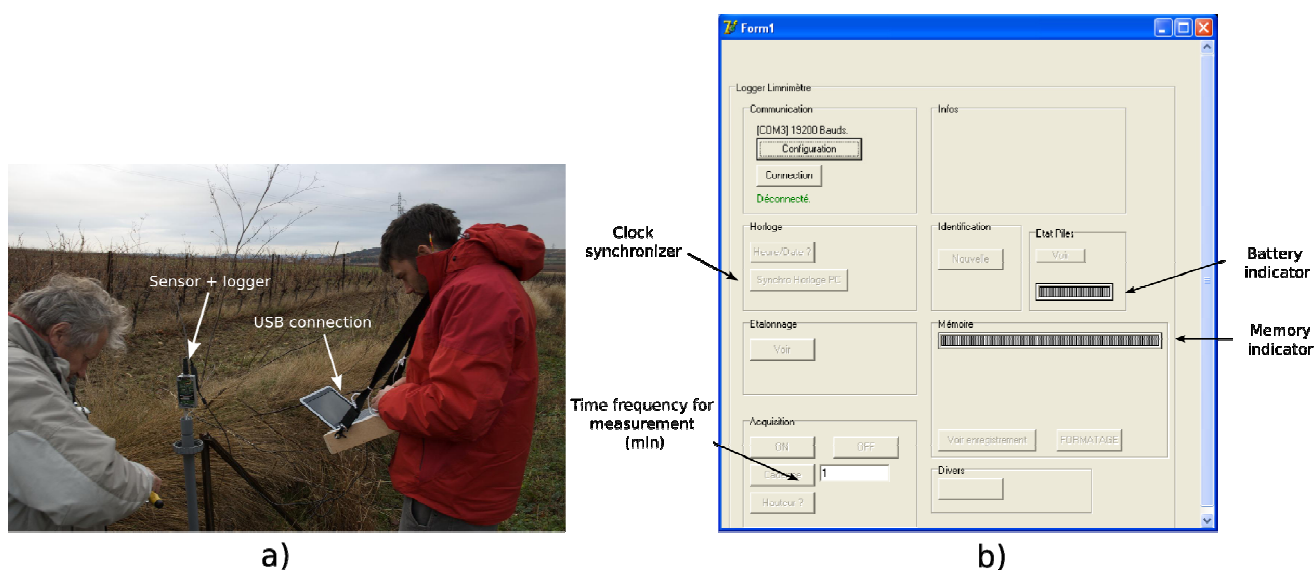 Sensor + logger
USB connection
a)
Form1
Logger Limnimètre
Communication
[COM3] 19200 Bauds.
Configuration
Connection
Déconnecté.
Infos
Horloge
Heure/Date ?
Synchro Horloge PC
Identification
Nouvelle
Etat Piles
Voir
Etalonnage
Voir
Mémoire
Voir enregistrement
FORMATAGE
Acquisition
ON
OFF
1
Hauteur ?
Divers
Clock
synchronizer
Time frequency for
measurement
(min)
Battery
indicator
Memory
indicator
b)